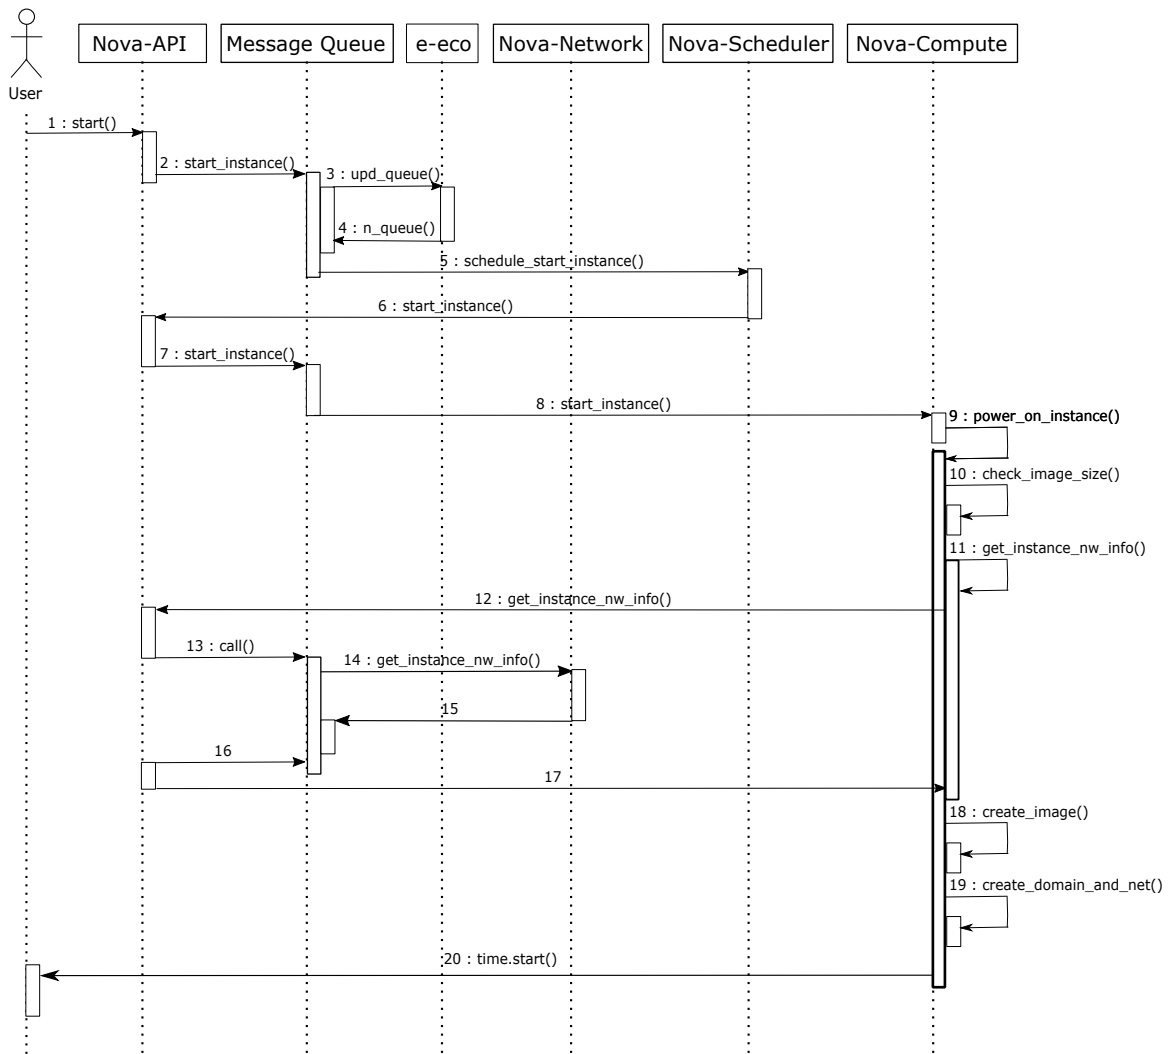 Nova-API
Message Queue
e-eco
Nova-Network
Nova-Scheduler
Nova-Compute
User
1 : start()
2 : start_instance()
3 : upd_queue()
4 : n_queue()
5 : schedule_start_instance()
6 : start_instance()
7 : start_instance()
8 : start_instance()
9 : power_on_instance()
10 : check_image_size()
11 : get_instance_nw_info()
12 : get_instance_nw_info()
13 : call()
14 : get_instance_nw_info()
15
16
17
18 : create_image()
19 : create_domain_and_net()
20 : time.start()